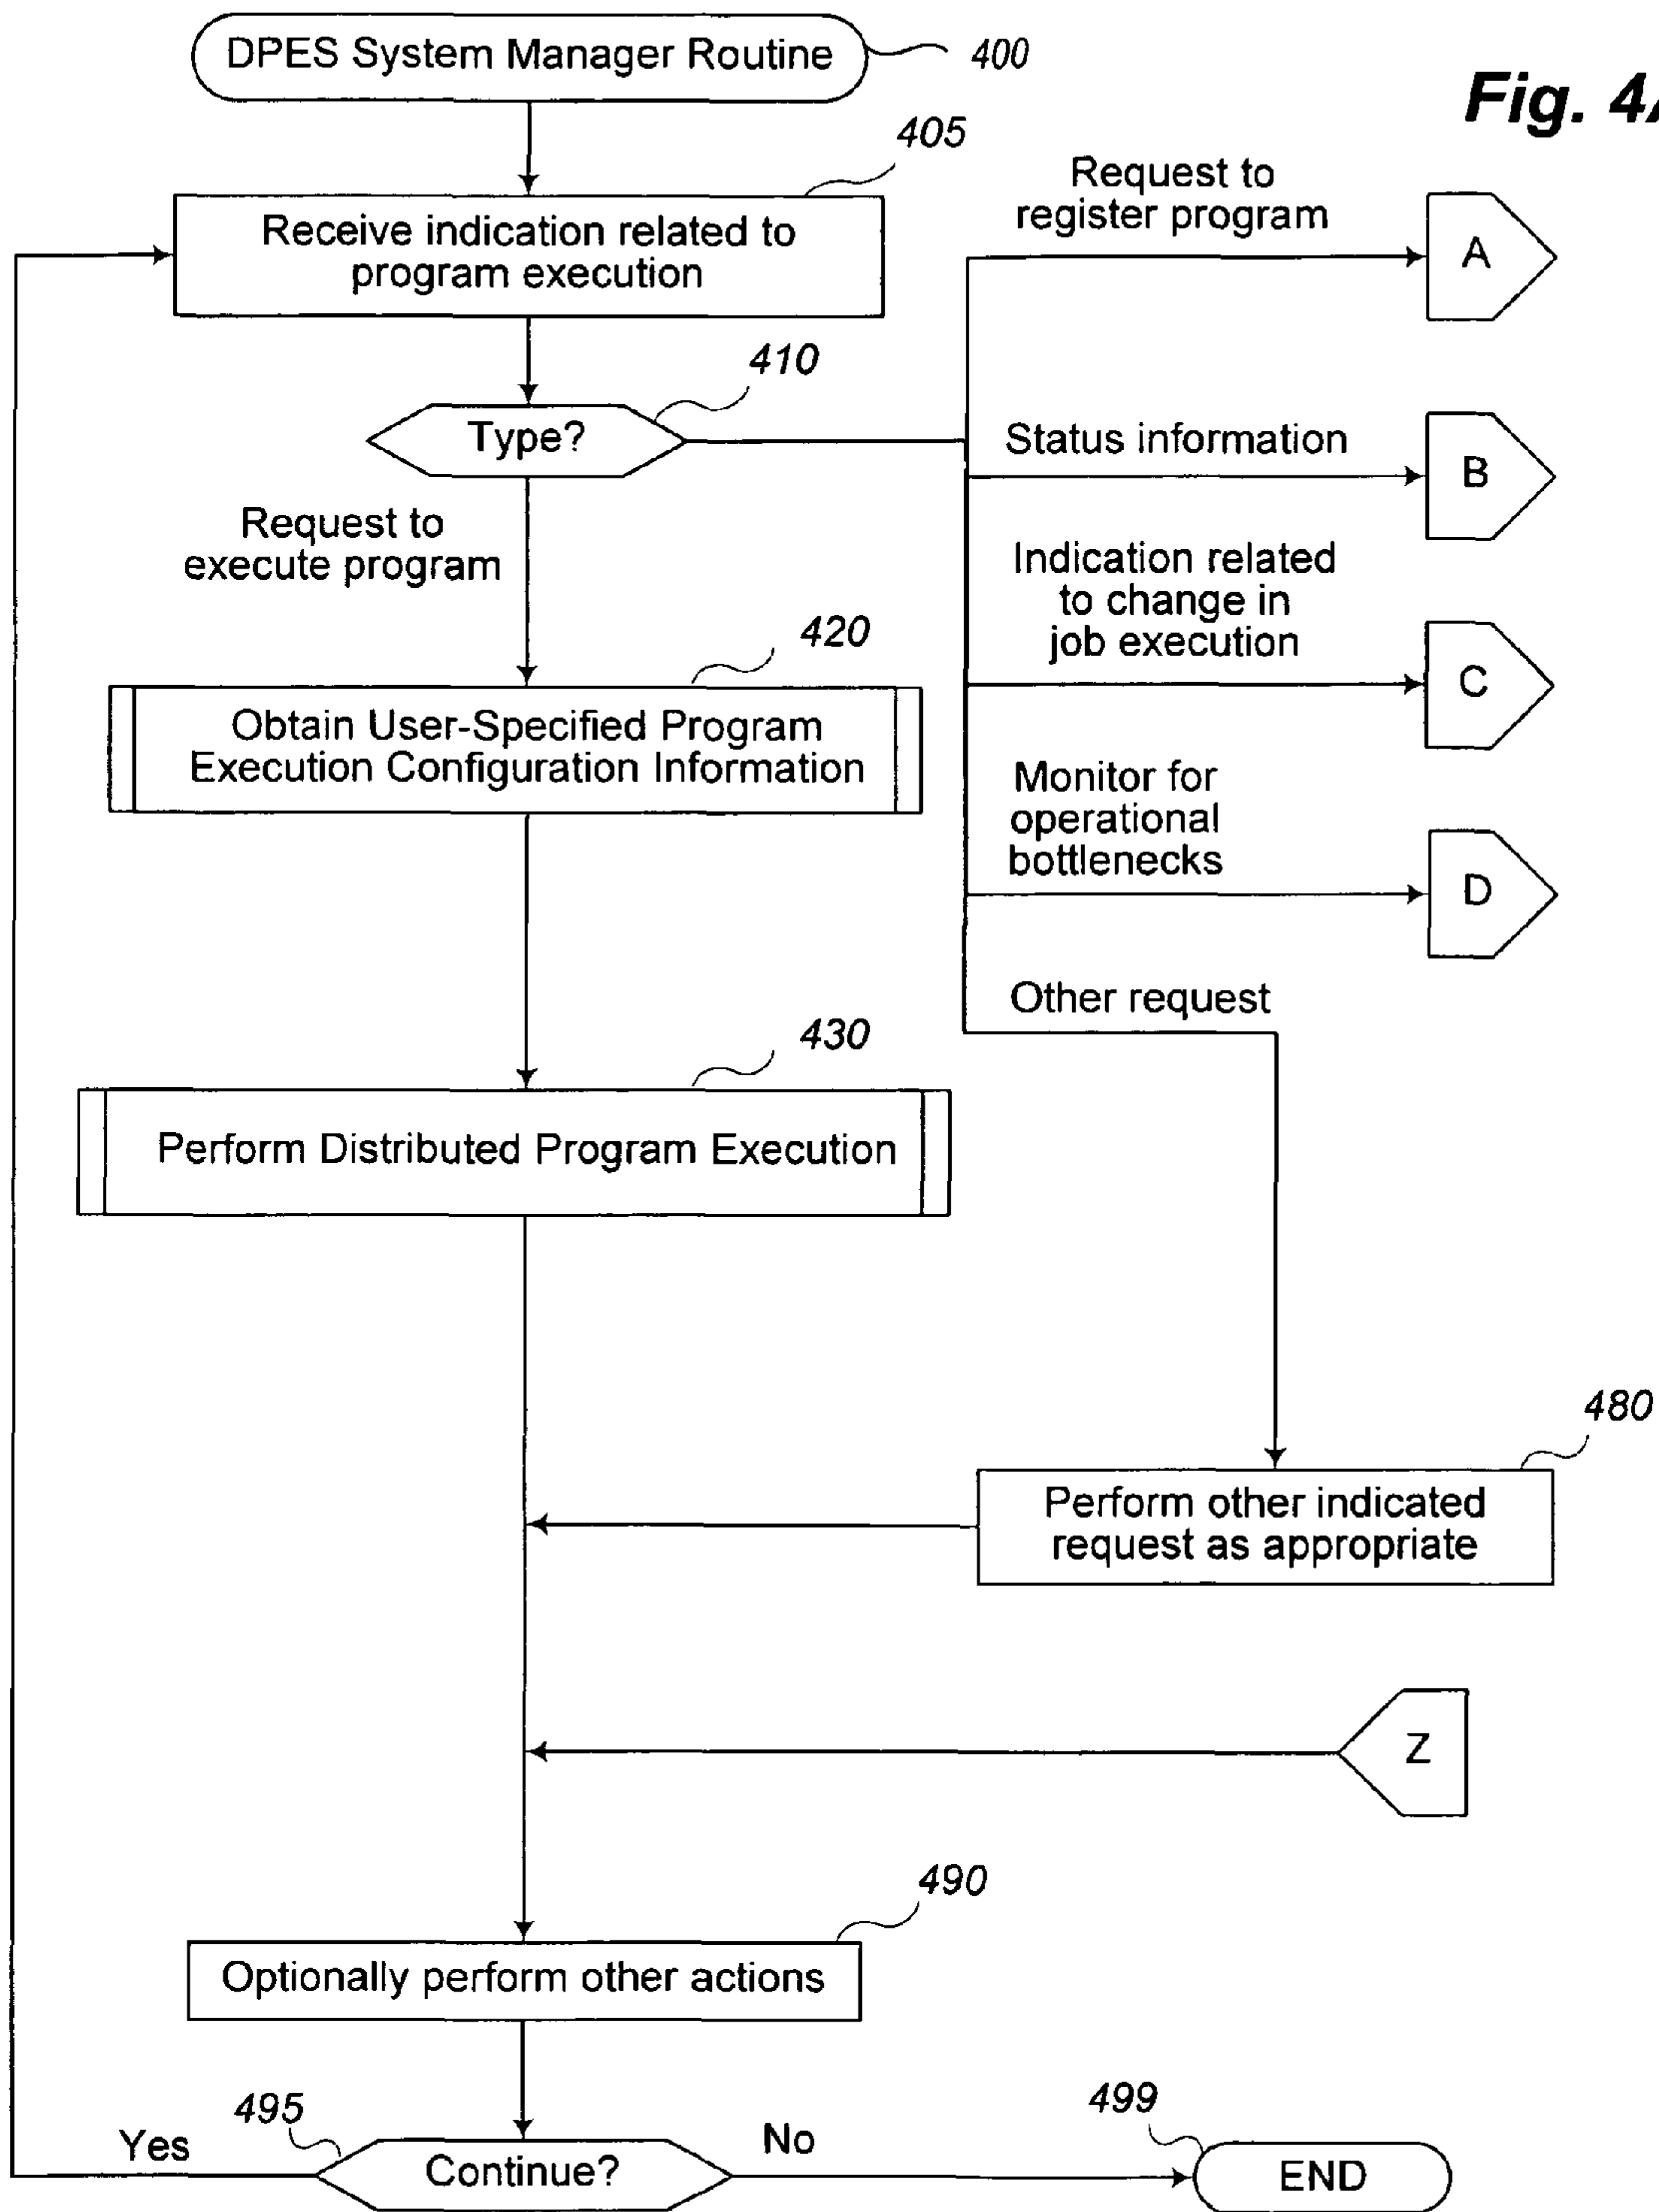 DPES System Manager Routine
400
Fig. 4A
405
Receive indication related to
program execution
Request to
register program
A
410
Type?
Status information
B
Request to
execute program
Indication related
to change in
job execution
C
420
Obtain User-Specified Program
Execution Configuration Information
Monitor for
operational
bottlenecks
D
Other request
430
Perform Distributed Program Execution
480
Perform other indicated
request as appropriate
Z
490
Optionally perform other actions
495
Yes
Continue?
No
499
END